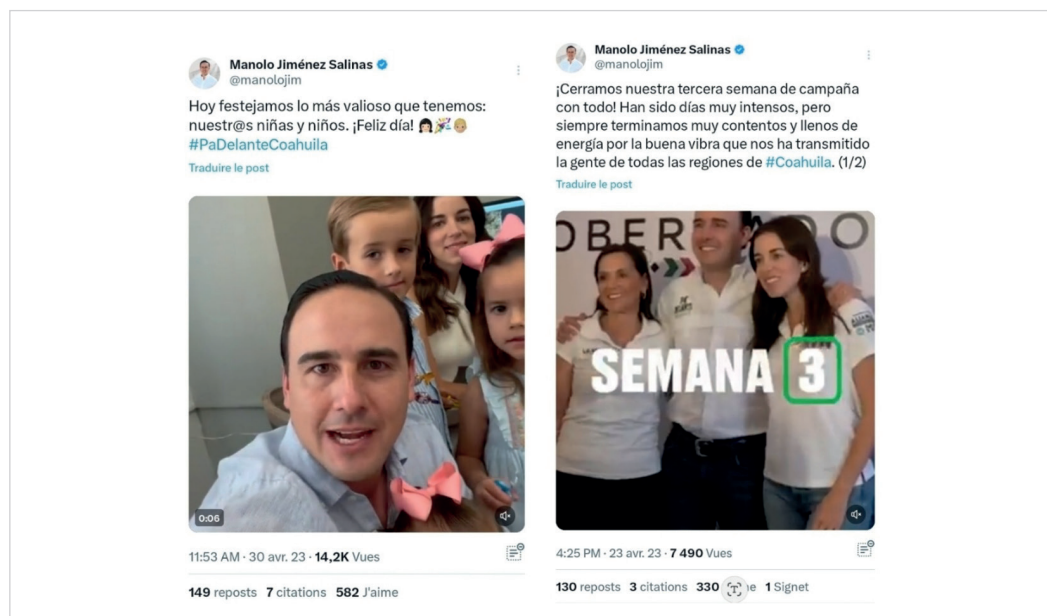 Manolo Jiménez Salinas
@manolojim
Hoy festejamos lo más valioso que tenemos:
nuestr@s niñas y niños. ¡Feliz día! 👧🏻🎉👦🏼
#PaDelanteCoahuila
Traduire le post
0:06
11:53 AM · 30 avr. 23 · 14,2K Vues
149 reposts 7 citations 582 J'aime
Manolo Jiménez Salinas
@manolojim
¡Cerramos nuestra tercera semana de campaña
con todo! Han sido días muy intensos, pero
siempre terminamos muy contentos y llenos de
energía por la buena vibra que nos ha transmitido
la gente de todas las regiones de #Coahuila. (1/2)
Traduire le post
SEMANA 3
4:25 PM · 23 avr. 23 · 7 490 Vues
130 reposts 3 citations 330 1 Signet